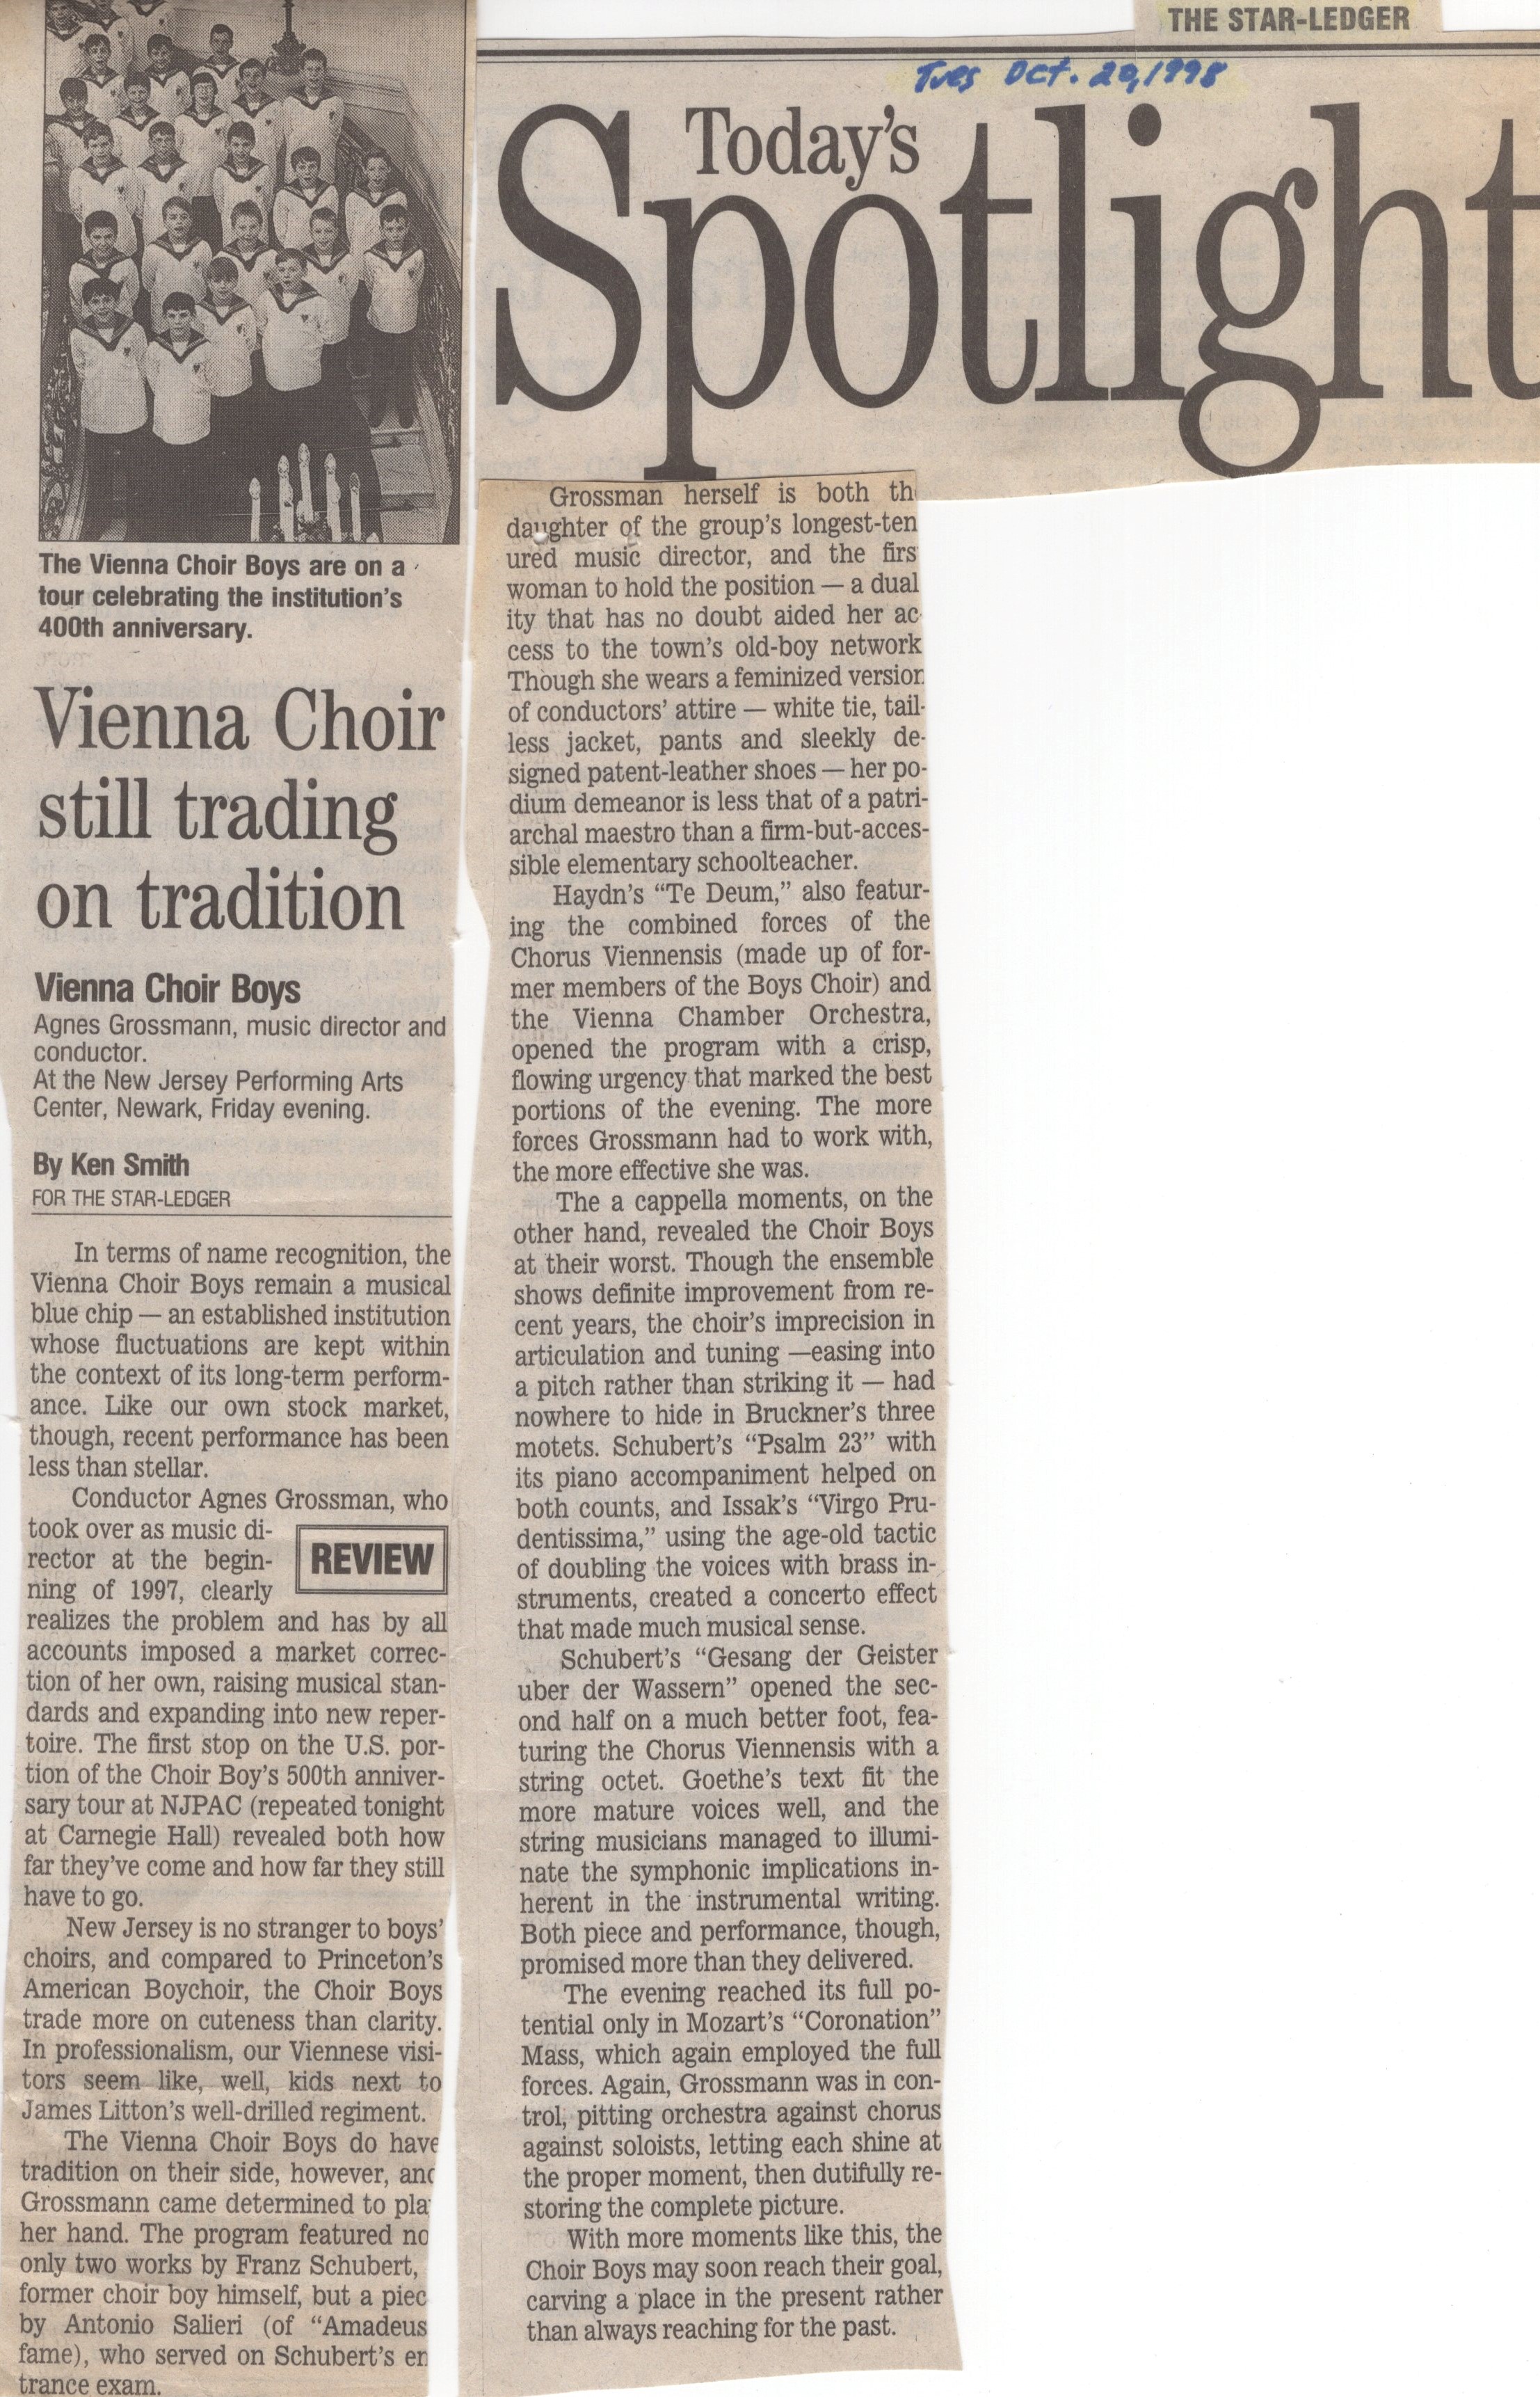 THE STAR-LEDGER
Tues Oct. 20, 1998
Today's
Spotlight
The Vienna Choir Boys are on a
tour celebrating the institution's
400th anniversary.
Vienna Choir
still trading
on tradition
Vienna Choir Boys
Agnes Grossmann, music director and
conductor.
At the New Jersey Performing Arts
Center, Newark, Friday evening.
By Ken Smith
FOR THE STAR-LEDGER
In terms of name recognition, the
Vienna Choir Boys remain a musical
blue chip — an established institution
whose fluctuations are kept within
the context of its long-term perform-
ance. Like our own stock market,
though, recent performance has been
less than stellar.
Conductor Agnes Grossman, who
took over as music di-
rector at the begin-
ning of 1997, clearly
REVIEW
realizes the problem and has by all
accounts imposed a market correc-
tion of her own, raising musical stan-
dards and expanding into new reper-
toire. The first stop on the U.S. por-
tion of the Choir Boy's 500th anniver-
sary tour at NJPAC (repeated tonight
at Carnegie Hall) revealed both how
far they've come and how far they still
have to go.
New Jersey is no stranger to boys'
choirs, and compared to Princeton's
American Boychoir, the Choir Boys
trade more on cuteness than clarity.
In professionalism, our Viennese visi-
tors seem like, well, kids next to
James Litton's well-drilled regiment.
The Vienna Choir Boys do have
tradition on their side, however, and
Grossmann came determined to pla
her hand. The program featured no
only two works by Franz Schubert,
former choir boy himself, but a piec
by Antonio Salieri (of “Amadeus
fame), who served on Schubert's en
trance exam.
Grossman herself is both th
daughter of the group's longest-ten
ured music director, and the firs
woman to hold the position — a dual
ity that has no doubt aided her ac-
cess to the town's old-boy network
Though she wears a feminized version
of conductors' attire — white tie, tail-
less jacket, pants and sleekly de-
signed patent-leather shoes — her po-
dium demeanor is less that of a patri-
archal maestro than a firm-but-acces-
sible elementary schoolteacher.
Haydn's “Te Deum,” also featur-
ing the combined forces of the
Chorus Viennensis (made up of for-
mer members of the Boys Choir) and
the Vienna Chamber Orchestra,
opened the program with a crisp,
flowing urgency that marked the best
portions of the evening. The more
forces Grossmann had to work with,
the more effective she was.
The a cappella moments, on the
other hand, revealed the Choir Boys
at their worst. Though the ensemble
shows definite improvement from re-
cent years, the choir's imprecision in
articulation and tuning —easing into
a pitch rather than striking it — had
nowhere to hide in Bruckner's three
motets. Schubert's “Psalm 23” with
its piano accompaniment helped on
both counts, and Issak's “Virgo Pru-
dentissima,” using the age-old tactic
of doubling the voices with brass in-
struments, created a concerto effect
that made much musical sense.
Schubert's “Gesang der Geister
uber der Wassern” opened the sec-
ond half on a much better foot, fea-
turing the Chorus Viennensis with a
string octet. Goethe's text fit the
more mature voices well, and the
string musicians managed to illumi-
nate the symphonic implications in-
herent in the instrumental writing.
Both piece and performance, though,
promised more than they delivered.
The evening reached its full po-
tential only in Mozart's “Coronation”
Mass, which again employed the full
forces. Again, Grossmann was in con-
trol, pitting orchestra against chorus
against soloists, letting each shine at
the proper moment, then dutifully re-
storing the complete picture.
With more moments like this, the
Choir Boys may soon reach their goal,
carving a place in the present rather
than always reaching for the past.